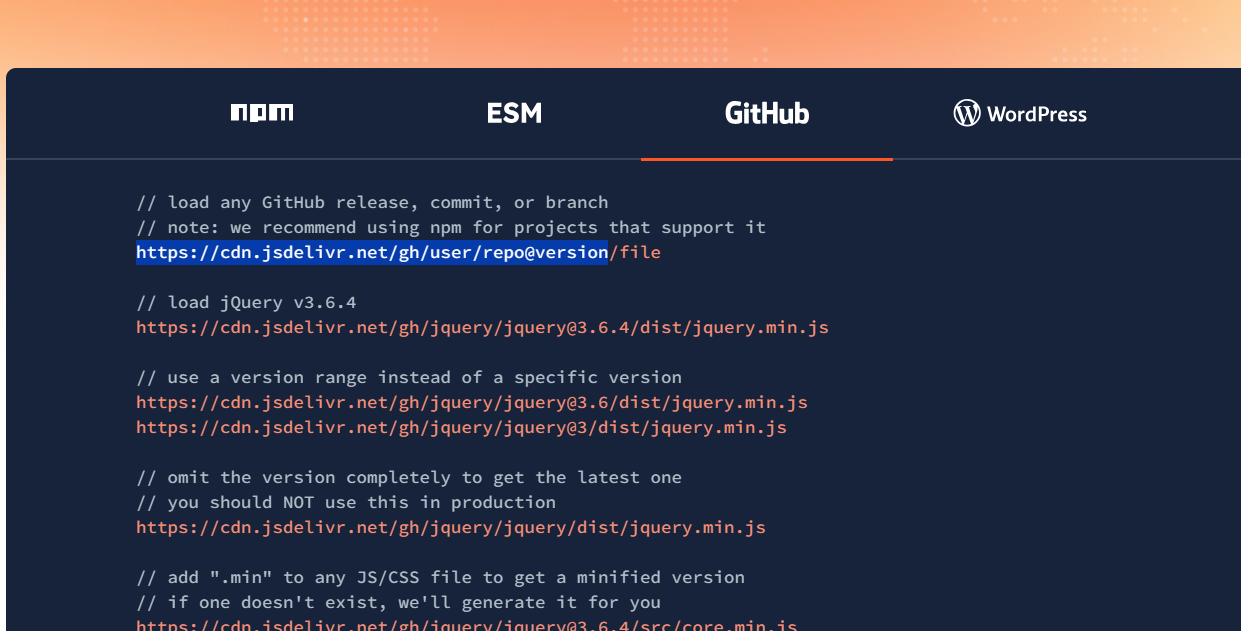 npm
ESM
GitHub
WordPress
// load any GitHub release, commit, or branch
// note: we recommend using npm for projects that support it
https://cdn.jsdelivr.net/gh/user/repo@version/file
// load jQuery v3.6.4
https://cdn.jsdelivr.net/gh/jquery/jquery@3.6.4/dist/jquery.min.js
// use a version range instead of a specific version
https://cdn.jsdelivr.net/gh/jquery/jquery@3.6/dist/jquery.min.js
https://cdn.jsdelivr.net/gh/jquery/jquery@3/dist/jquery.min.js
// omit the version completely to get the latest one
// you should NOT use this in production
https://cdn.jsdelivr.net/gh/jquery/jquery/dist/jquery.min.js
// add ".min" to any JS/CSS file to get a minified version
// if one doesn't exist, we'll generate it for you
https://cdn.jsdelivr.net/gh/jquery/jquery@3.6.4/src/core.min.js